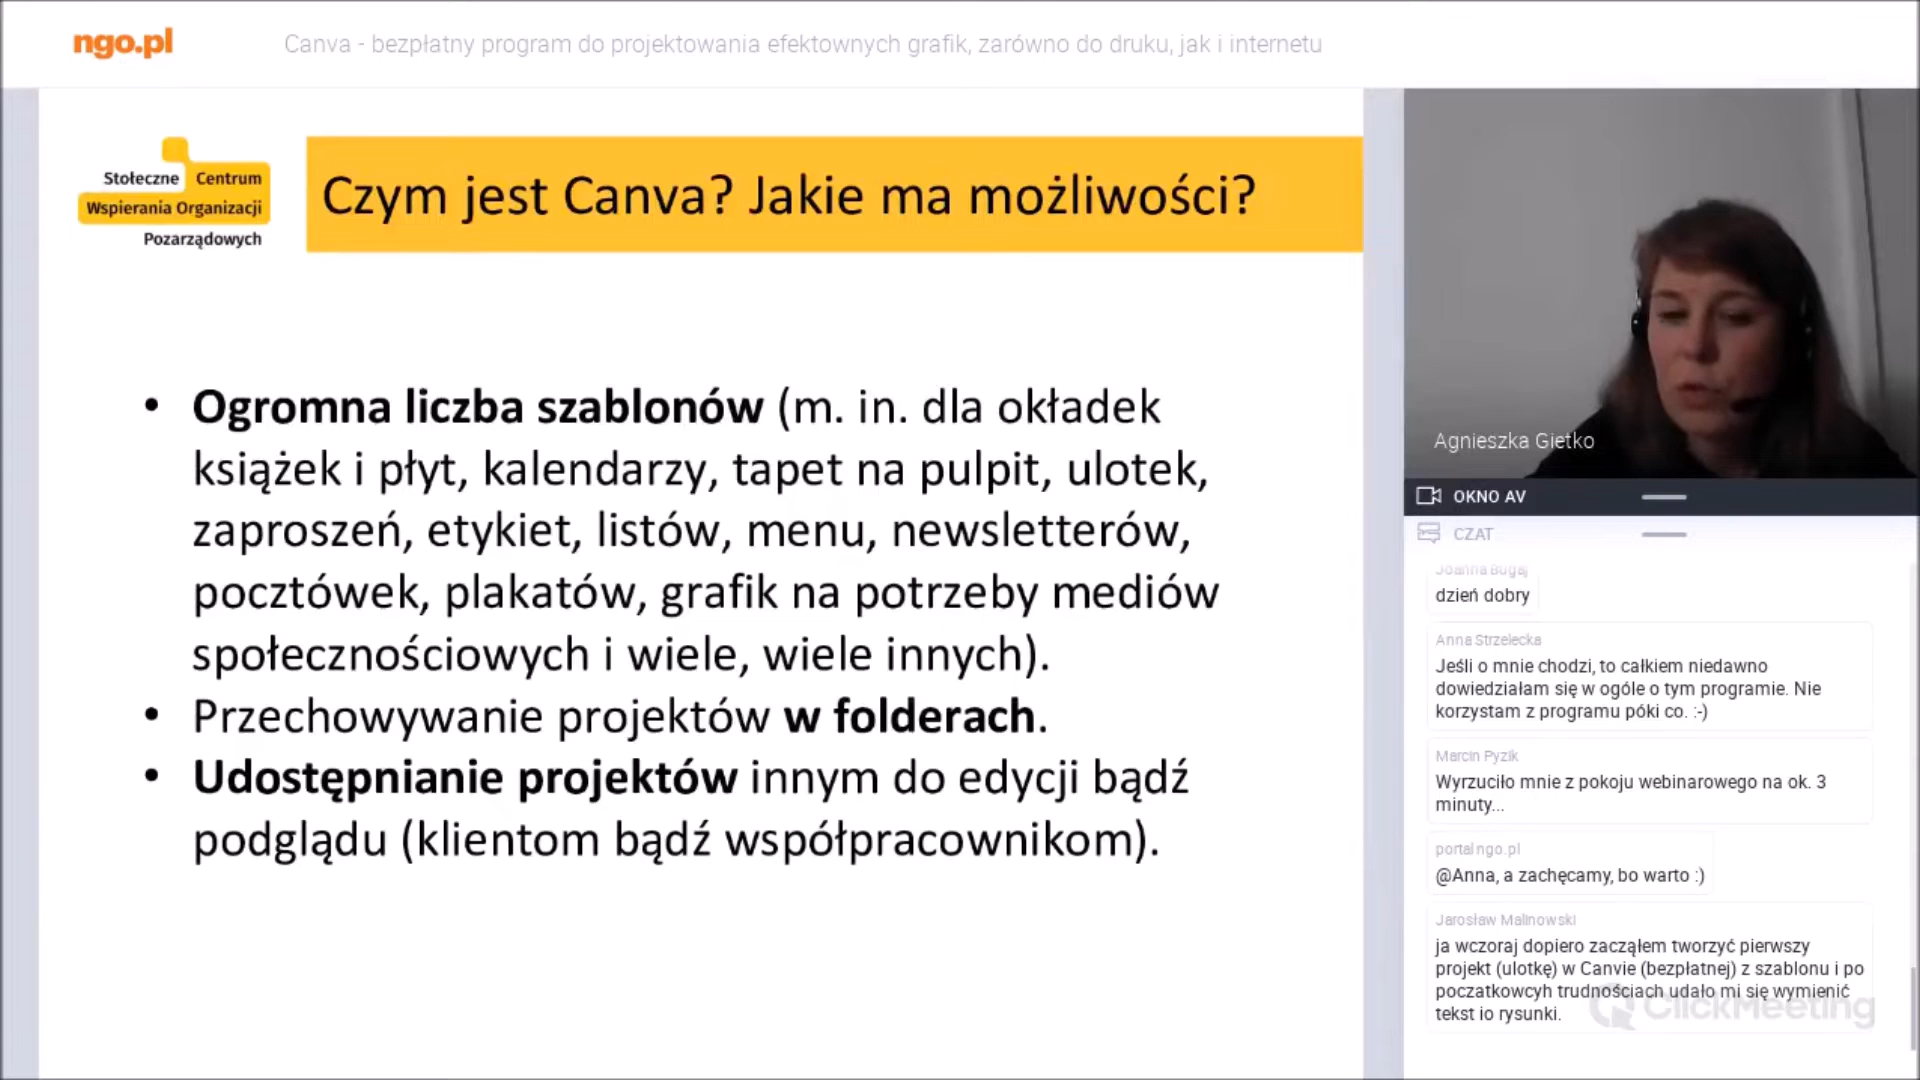 ngo.pl
Canva - bezpłatny program do projektowania efektownych grafik, zarówno do druku, jak i internetu
Stołeczne Centrum
Wspierania Organizacji
Pozarządowych
Czym jest Canva? Jakie ma możliwości?
• Ogromna liczba szablonów (m. in. dla okładek
książek i płyt, kalendarzy, tapet na pulpit, ulotek,
zaproszeń, etykiet, listów, menu, newsletterów,
pocztówek, plakatów, grafik na potrzeby mediów
społecznościowych i wiele, wiele innych).
• Przechowywanie projektów w folderach.
• Udostępnianie projektów innym do edycji bądź
podglądu (klientom bądź współpracownikom).
Agnieszka Gietko
OKNO AV
CZAT
Joanna Bugaj
dzień dobry
Anna Strzelecka
Jeśli o mnie chodzi, to całkiem niedawno
dowiedziałam się w ogóle o tym programie. Nie
korzystam z programu póki co. :-)
Marcin Pyzik
Wyrzuciło mnie z pokoju webinarowego na ok. 3
minuty...
portal ngo.pl
@Anna, a zachęcamy, bo warto :)
Jarosław Malinowski
ja wczoraj dopiero zacząłem tworzyć pierwszy
projekt (ulotkę) w Canvie (bezpłatnej) z szablonu i po
poczatkowcyh trudnościach udało mi się wymienić
tekst io rysunki.
ClickMeeting